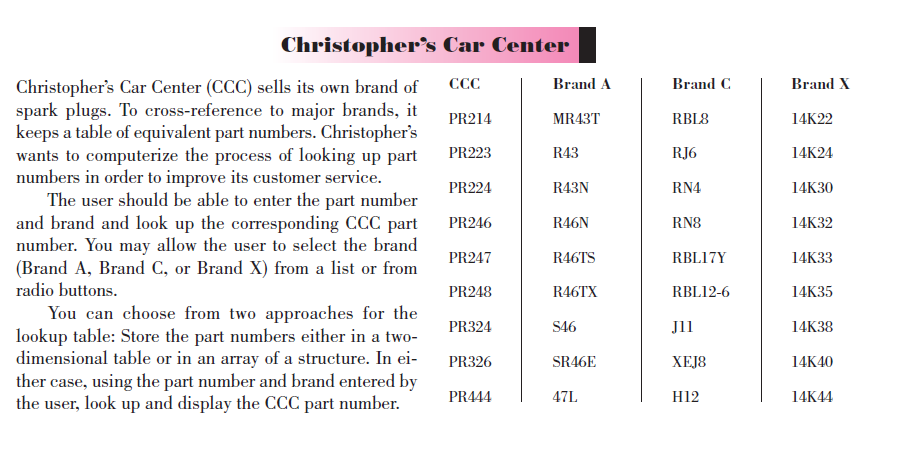 Christopher's Car Center
Christopher's Car Center (CCC) sells its own brand of
spark plugs. To cross-reference to major brands, it
keeps a table of equivalent part numbers. Christopher's
wants to computerize the process of looking up part
numbers in order to improve its customer service.
The user should be able to enter the part number
and brand and look up the corresponding CCC part
number. You may allow the user to select the brand
(Brand A, Brand C, or Brand X) from a list or from
radio buttons.
You can choose from two approaches for the
lookup table: Store the part numbers either in a two-
dimensional table or in an array of a structure. In ei-
ther case, using the part number and brand entered by
the user, look up and display the CCC part number.
CCC Brand A Brand C Brand X
PR214 MR43T RBL8 14K22
PR223 R43 RJ6 14K24
PR224 R43N RN4 14K30
PR246 R46N RN8 14K32
PR247 R46TS RBL17Y 14K33
PR248 R46TX RBL12-6 14K35
PR324 S46 J11 14K38
PR326 SR46E XEJ8 14K40
PR444 47L H12 14K44